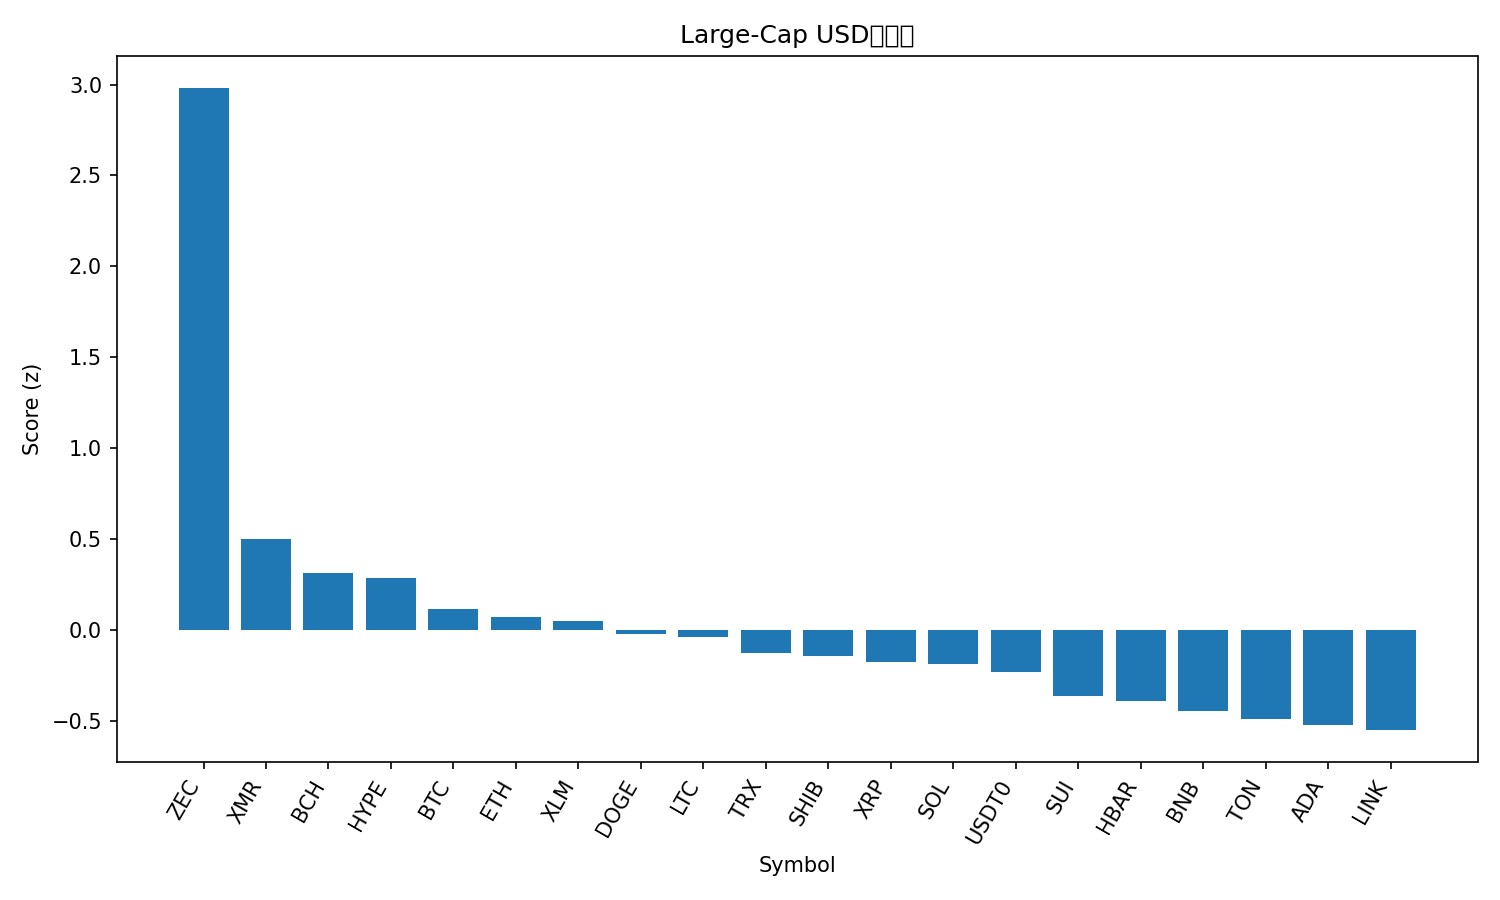 Large-Cap USD
Score (z)
3.0
2.5
2.0
1.5
1.0
0.5
0.0
−0.5
ZEC
XMR
BCH
HYPE
BTC
ETH
XLM
DOGE
LTC
TRX
SHIB
XRP
SOL
USDT0
SUI
HBAR
BNB
TON
ADA
LINK
Symbol